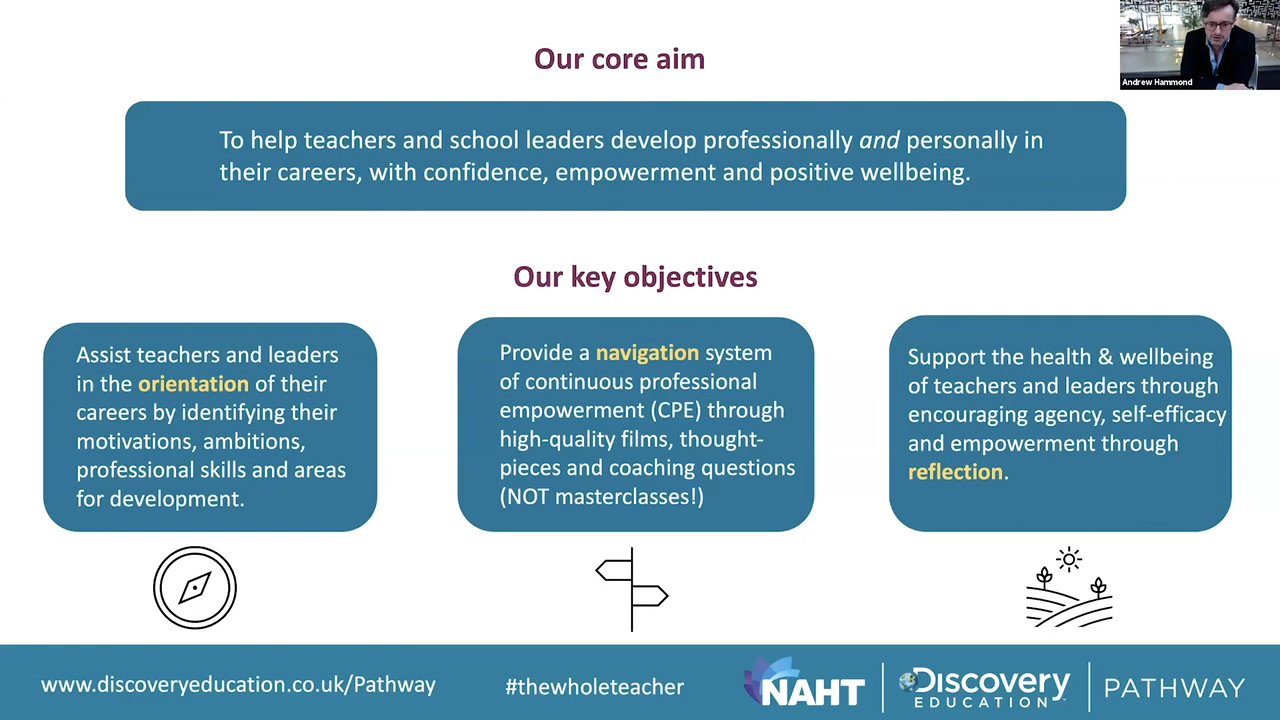 Our core aim
Andrew Hammond
To help teachers and school leaders develop professionally and personally in
their careers, with confidence, empowerment and positive wellbeing.
Our key objectives
Assist teachers and leaders
in the orientation of their
careers by identifying their
motivations, ambitions,
professional skills and areas
for development.
Provide a navigation system
of continuous professional
empowerment (CPE) through
high-quality films, thought-
pieces and coaching questions
(NOT masterclasses!)
Support the health & wellbeing
of teachers and leaders through
encouraging agency, self-efficacy
and empowerment through
reflection.
www.discoveryeducation.co.uk/Pathway
#thewholeteacher
NAHT
Discovery
EDUCATION
PATHWAY